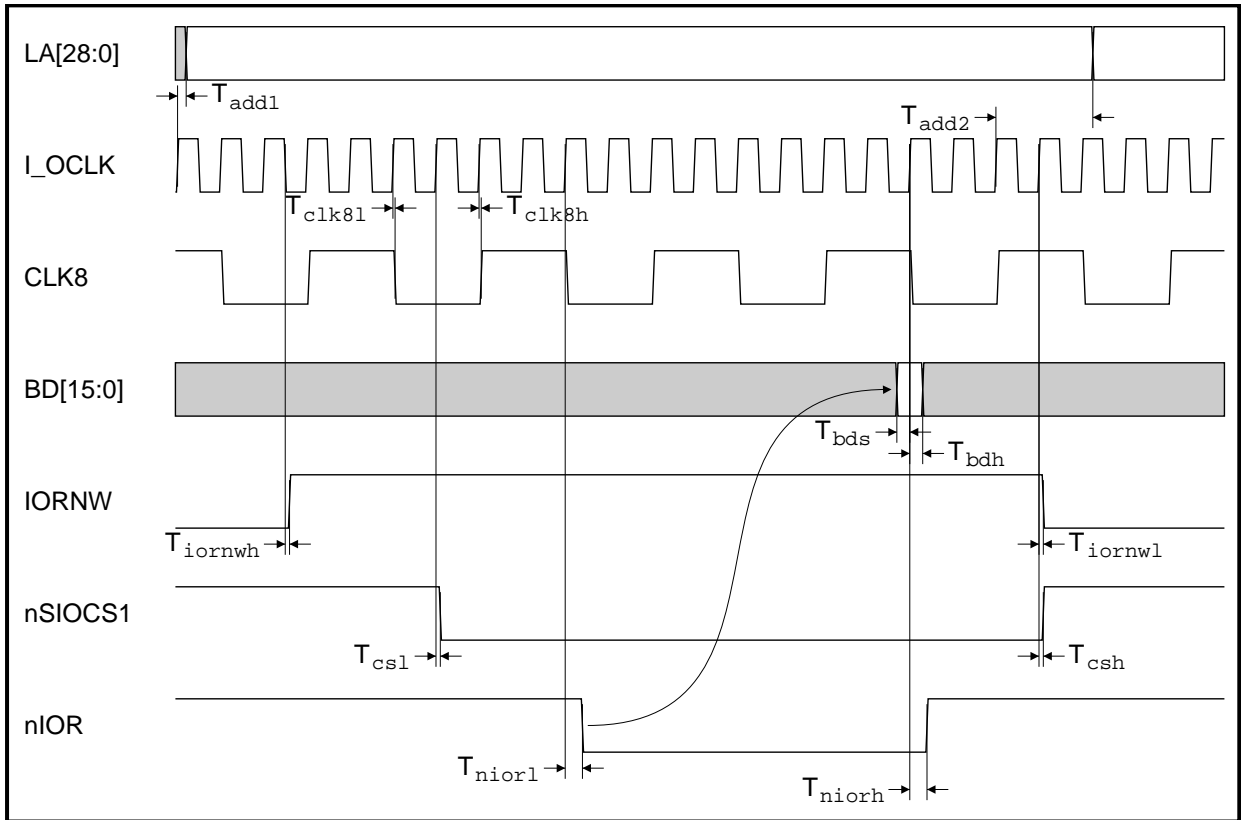 LA[28:0]
Tadd1
Tadd2
I_OCLK
Tclk8l
Tclk8h
CLK8
BD[15:0]
Tbds
Tbdh
IORNW
Tiornwh
Tiornwl
nSIOCS1
Tcsl
Tcsh
nIOR
Tniorl
Tniorh